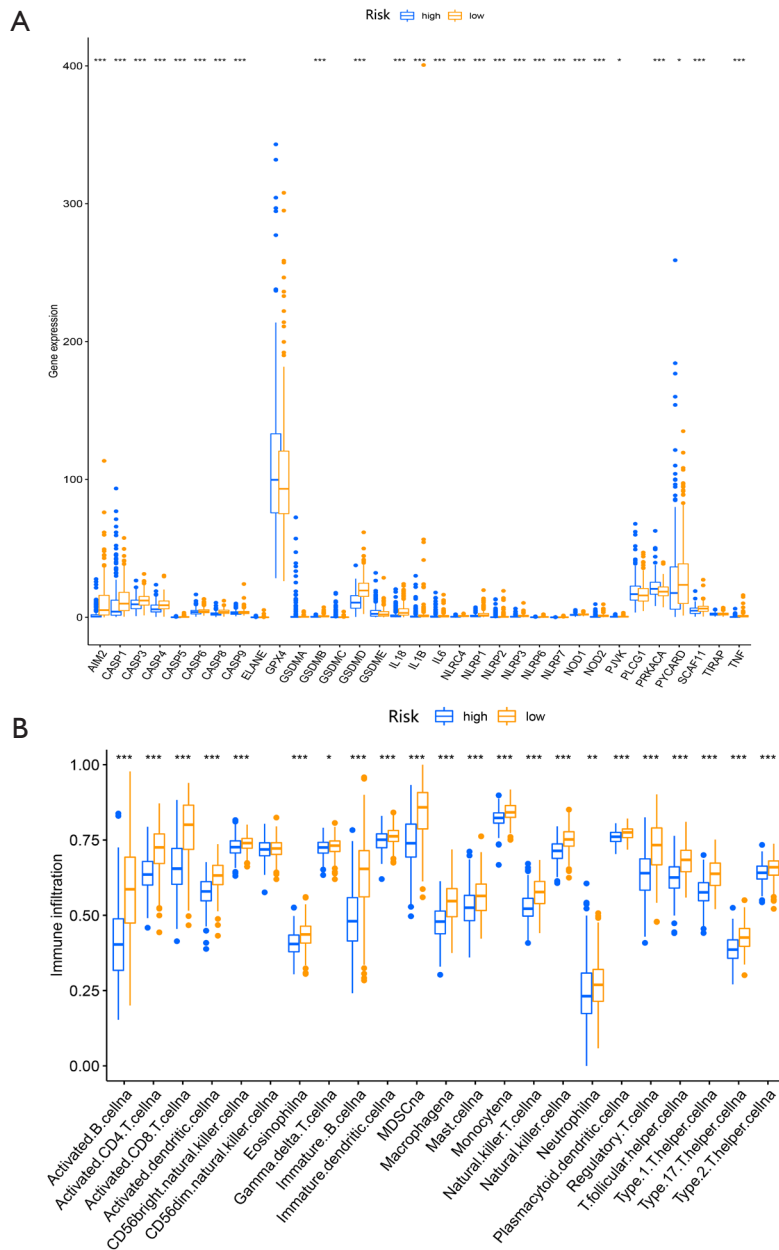 A
Risk high low
*** *** *** *** *** *** *** *** *** *** *** *** *** *** *** *** *** *** *** *** *** * *** * *** ***
400
300
200
100
0
Gene expression
AIM2
CASP1
CASP3
CASP4
CASP5
CASP6
CASP8
CASP9
ELANE
GPX4
GSDMA
GSDMB
GSDMC
GSDMD
GSDME
IL18
IL1B
IL6
NLRC4
NLRP1
NLRP2
NLRP3
NLRP6
NLRP7
NOD1
NOD2
PJVK
PLCG1
PRKACA
PYCARD
SCAF11
TIRAP
TNF
B
Risk high low
*** *** *** *** *** *** * *** *** *** *** *** *** *** *** ** *** *** *** *** *** ***
1.00
0.75
0.50
0.25
0.00
Immune infiltration
Activated.B.cellna
Activated.CD4.T.cellna
Activated.CD8.T.cellna
Activated.dendritic.cellna
CD56bright.natural.killer.cellna
CD56dim.natural.killer.cellna
Eosinophilna
Gamma.delta.T.cellna
Immature..B.cellna
Immature.dendritic.cellna
MDSCna
Macrophagena
Mast.cellna
Monocytena
Natural.killer.T.cellna
Natural.killer.cellna
Neutrophilna
Plasmacytoid.dendritic.cellna
Regulatory.T.cellna
T.follicular.helper.cellna
Type.1.T.helper.cellna
Type.17.T.helper.cellna
Type.2.T.helper.cellna